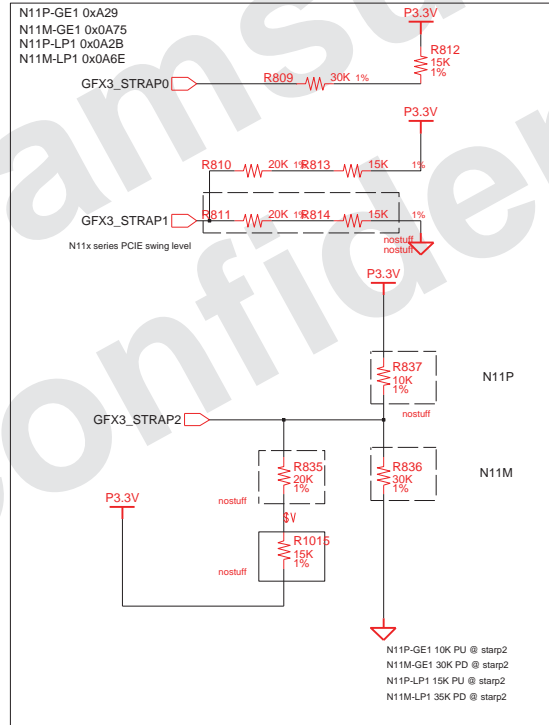 N11P-GE1 0xA29
N11M-GE1 0x0A75
N11P-LP1 0x0A2B
N11M-LP1 0x0A6E
P3.3V
R812
15K
1%
GFX3_STRAP0
R809
30K 1%
P3.3V
R810
20K 1%
R813
15K
1%
GFX3_STRAP1
R811
20K 1%
R814
15K
1%
N11x series PCIE swing level
nostuff
nostuff
P3.3V
R837
10K
1%
N11P
nostuff
GFX3_STRAP2
R835
20K
1%
R836
30K
1%
N11M
nostuff
P3.3V
$V
R1015
15K
1%
nostuff
N11P-GE1 10K PU @ starp2
N11M-GE1 30K PD @ starp2
N11P-LP1 15K PU @ starp2
N11M-LP1 35K PD @ starp2